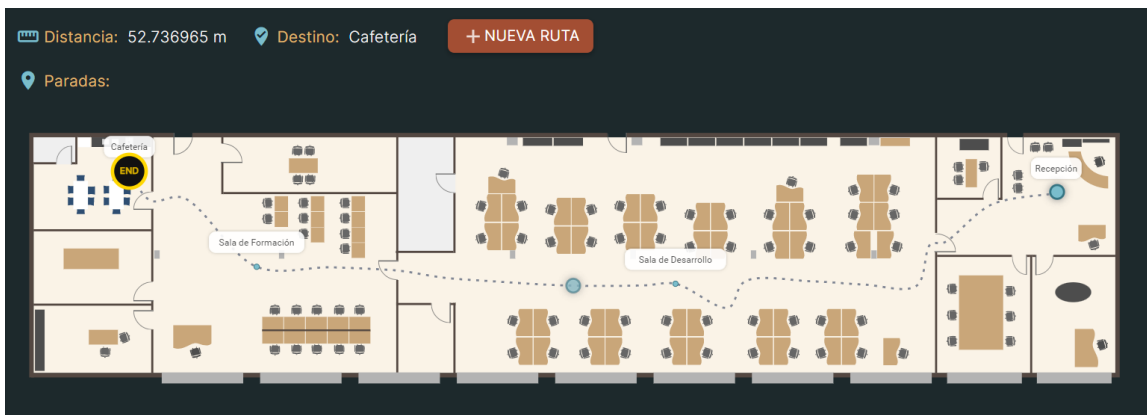 Distancia: 52.736965 m Destino: Cafetería + NUEVA RUTA
Paradas:
Cafetería
END
Recepción
Sala de Formación
Sala de Desarrollo